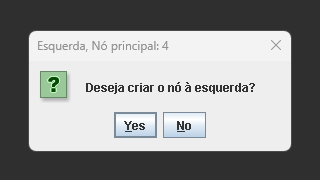 Esquerda, Nó principal: 4
Deseja criar o nó à esquerda?
Yes No